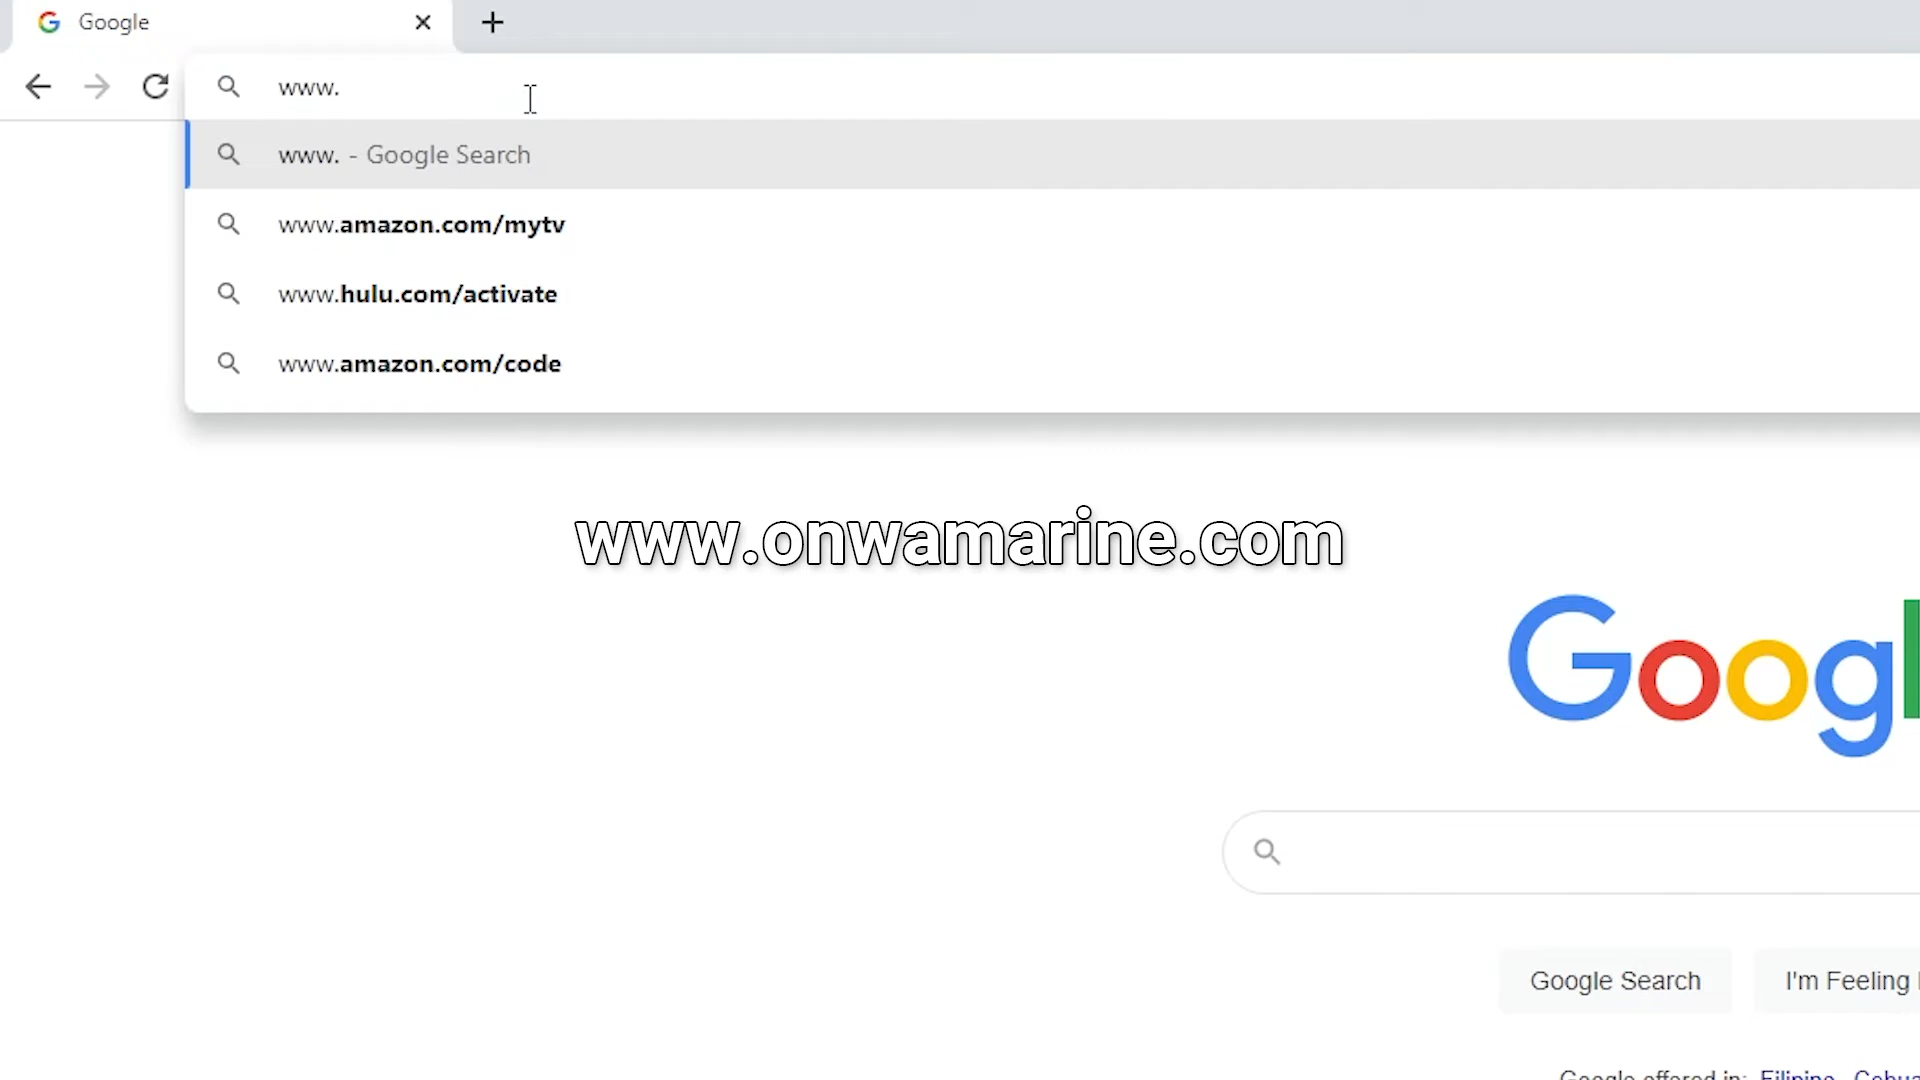 Google
www.
www. - Google Search
www.amazon.com/mytv
www.hulu.com/activate
www.amazon.com/code
www.onwamarine.com
Googl
Google Search
I'm Feeling
Google offered in: Filipino